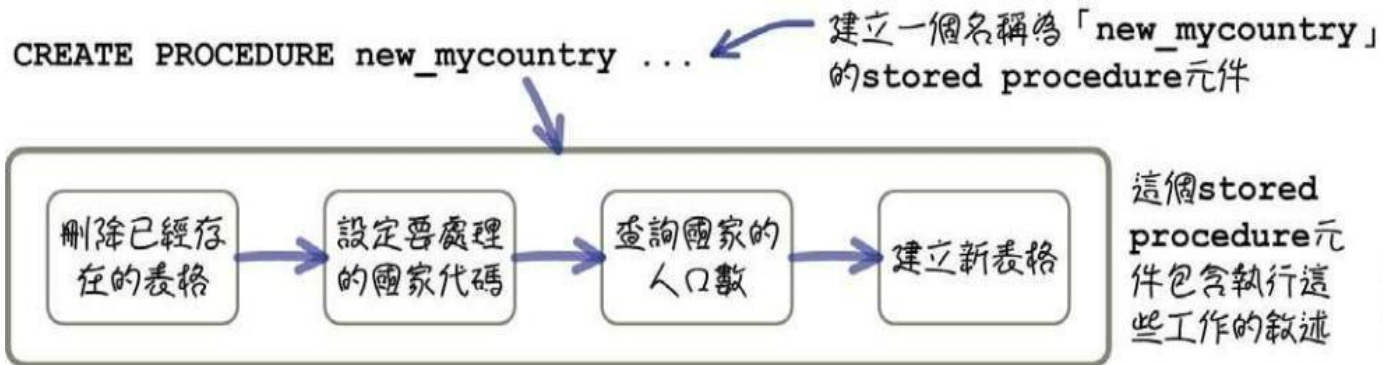 CREATE PROCEDURE new_mycountry ...
建立一個名稱為「new_mycountry」
的stored procedure元件
刪除已經存
在的表格
設定要處理
的國家代碼
查詢國家的
人口數
建立新表格
這個stored
procedure元
件包含執行這
些工作的敘述